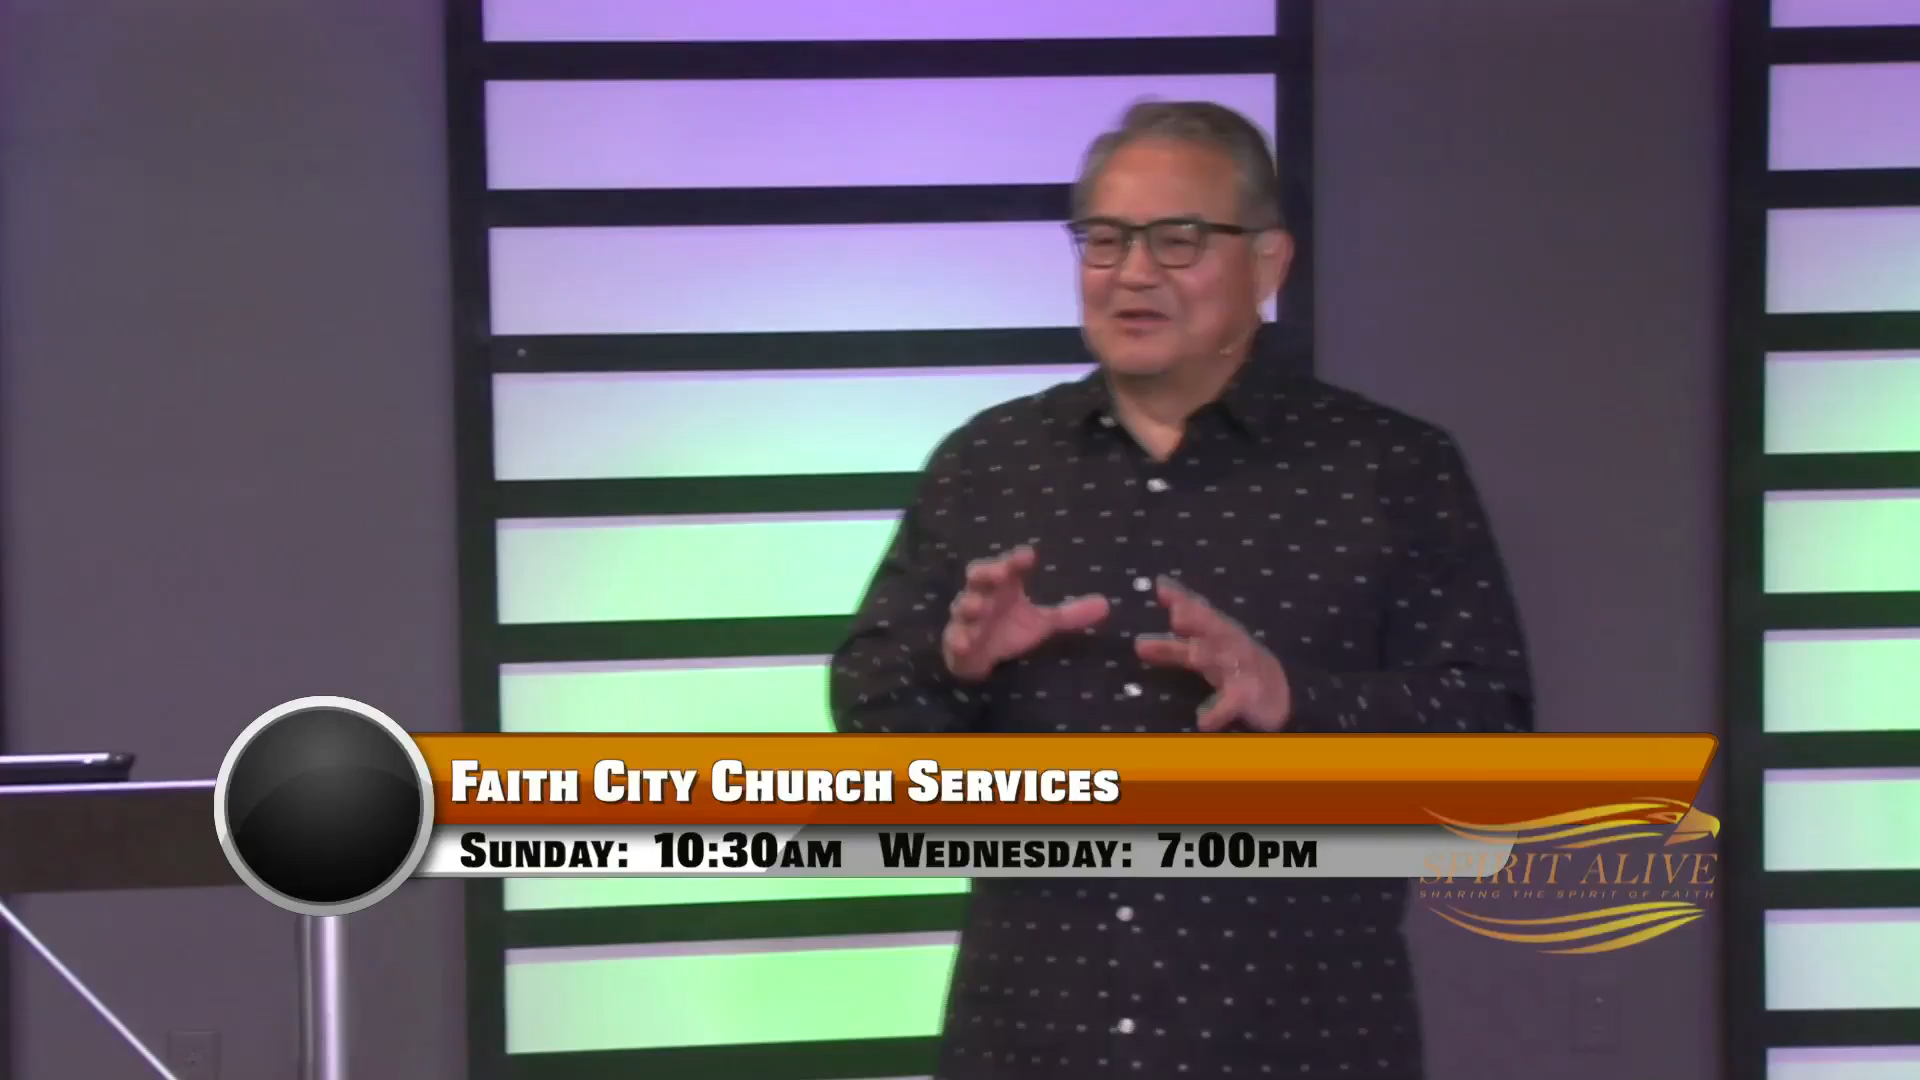 Faith City Church Services
Sunday: 10:30am Wednesday: 7:00pm
SPIRIT ALIVE
SHARING THE SPIRIT OF FAITH